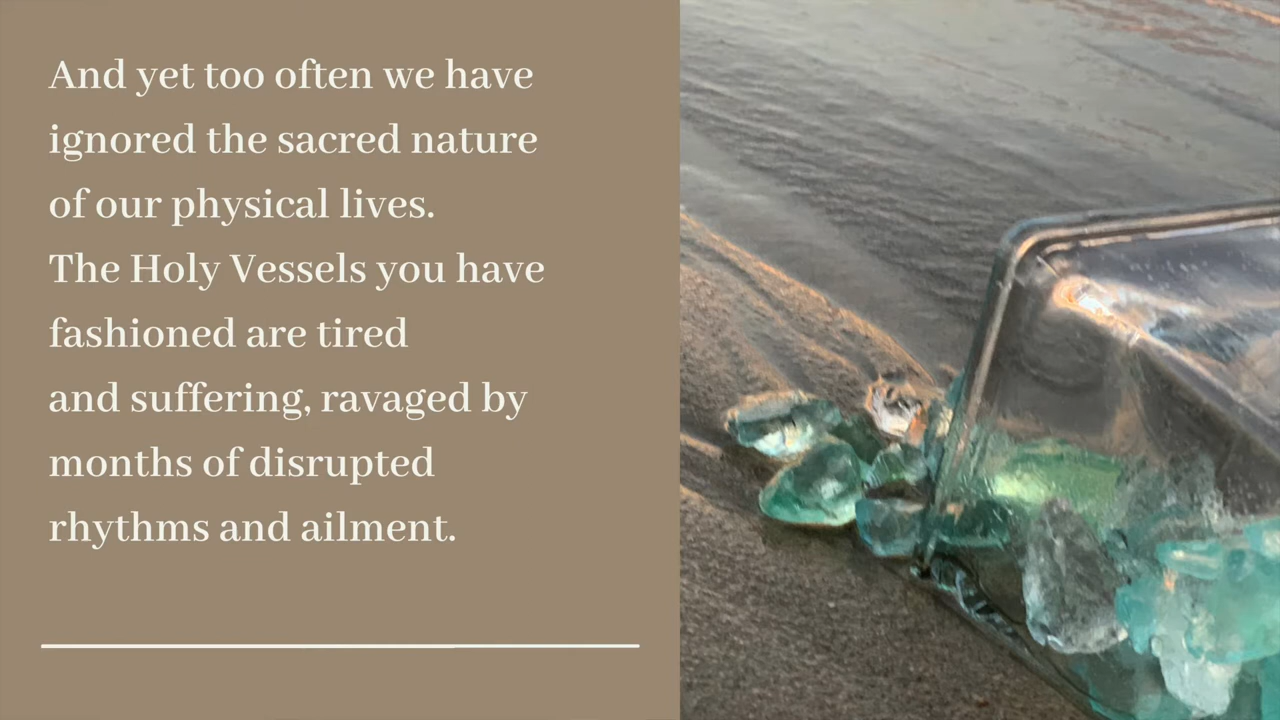 And yet too often we have
ignored the sacred nature
of our physical lives.
The Holy Vessels you have
fashioned are tired
and suffering, ravaged by
months of disrupted
rhythms and ailment.